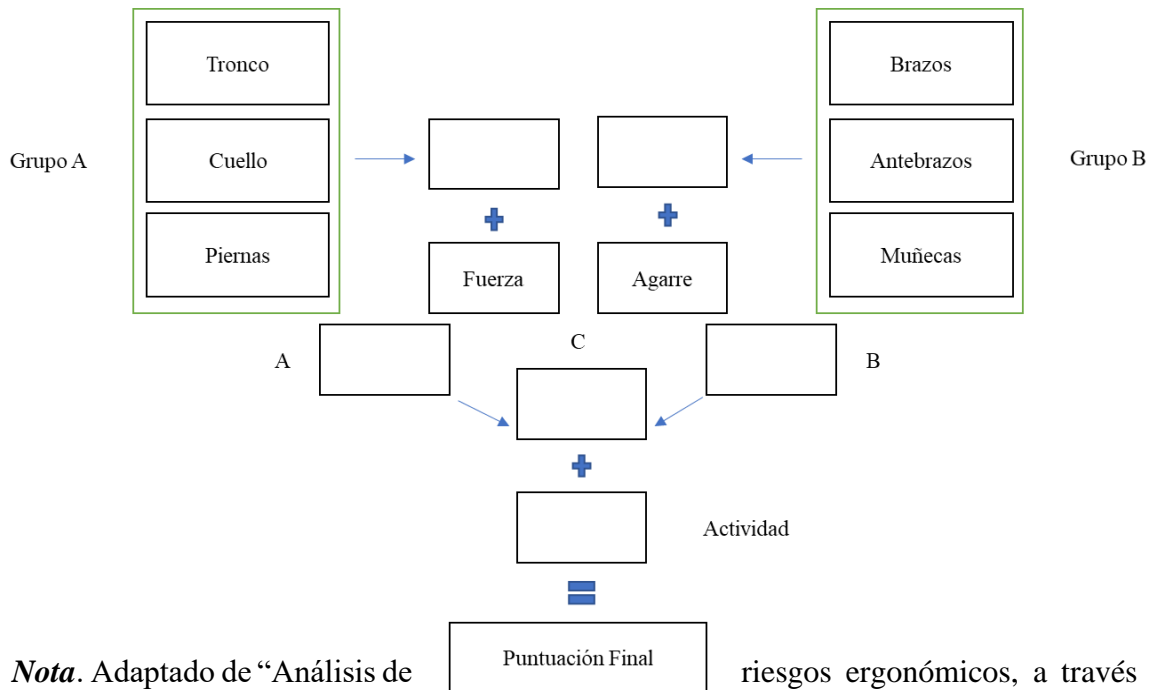 Tronco
Cuello
Piernas
Grupo A
Fuerza
Agarre
Brazos
Antebrazos
Muñecas
Grupo B
A
C
B
Actividad
Puntuación Final
Nota. Adaptado de “Análisis de riesgos ergonómicos, a través